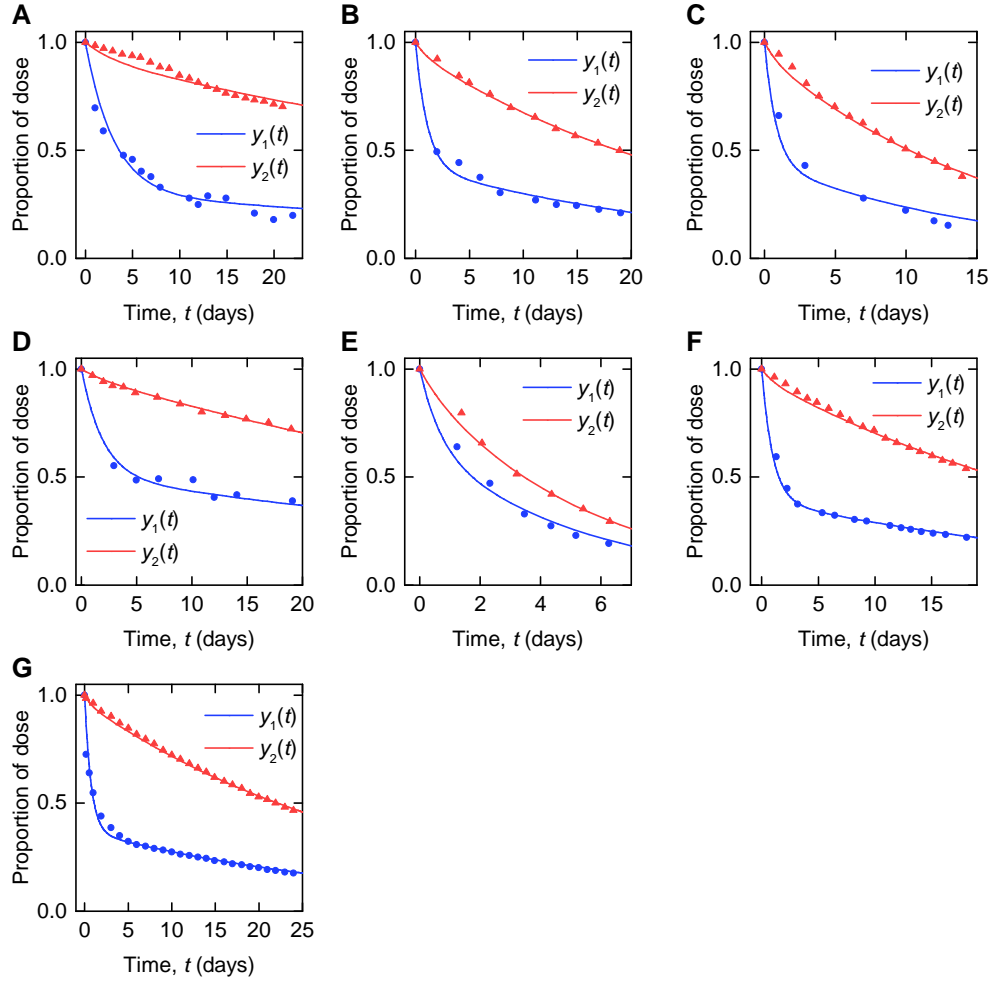 A
Proportion of dose
1.0
0.5
0.0
y₁(t)
y₂(t)
0 5 10 15 20
Time, t (days)
B
Proportion of dose
1.0
0.5
0.0
y₁(t)
y₂(t)
0 5 10 15 20
Time, t (days)
C
Proportion of dose
1.0
0.5
0.0
y₁(t)
y₂(t)
0 5 10 15
Time, t (days)
D
Proportion of dose
1.0
0.5
0.0
y₁(t)
y₂(t)
0 5 10 15 20
Time, t (days)
E
Proportion of dose
1.0
0.5
0.0
y₁(t)
y₂(t)
0 2 4 6
Time, t (days)
F
Proportion of dose
1.0
0.5
0.0
y₁(t)
y₂(t)
0 5 10 15
Time, t (days)
G
Proportion of dose
1.0
0.5
0.0
y₁(t)
y₂(t)
0 5 10 15 20 25
Time, t (days)